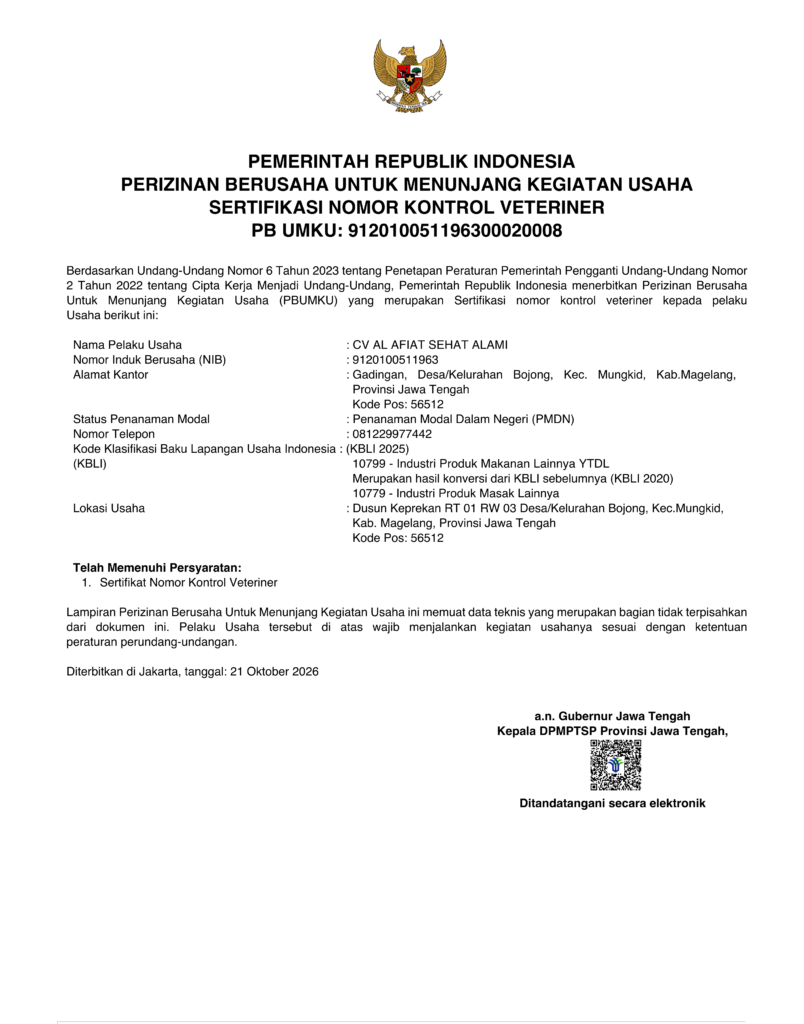 PEMERINTAH REPUBLIK INDONESIA
PERIZINAN BERUSAHA UNTUK MENUNJANG KEGIATAN USAHA
SERTIFIKASI NOMOR KONTROL VETERINER
PB UMKU: 912010051196300020008
Berdasarkan Undang-Undang Nomor 6 Tahun 2023 tentang Penetapan Peraturan Pemerintah Pengganti Undang-Undang Nomor
2 Tahun 2022 tentang Cipta Kerja Menjadi Undang-Undang, Pemerintah Republik Indonesia menerbitkan Perizinan Berusaha
Untuk Menunjang Kegiatan Usaha (PBUMKU) yang merupakan Sertifikasi nomor kontrol veteriner kepada pelaku
Usaha berikut ini:
Nama Pelaku Usaha : CV AL AFIAT SEHAT ALAMI
Nomor Induk Berusaha (NIB) : 9120100511963
Alamat Kantor : Gadingan, Desa/Kelurahan Bojong, Kec. Mungkid, Kab.Magelang,
Provinsi Jawa Tengah
Kode Pos: 56512
Status Penanaman Modal : Penanaman Modal Dalam Negeri (PMDN)
Nomor Telepon : 081229977442
Kode Klasifikasi Baku Lapangan Usaha Indonesia : (KBLI 2025)
(KBLI) 10799 - Industri Produk Makanan Lainnya YTDL
Merupakan hasil konversi dari KBLI sebelumnya (KBLI 2020)
10779 - Industri Produk Masak Lainnya
Lokasi Usaha : Dusun Keprekan RT 01 RW 03 Desa/Kelurahan Bojong, Kec.Mungkid,
Kab. Magelang, Provinsi Jawa Tengah
Kode Pos: 56512
Telah Memenuhi Persyaratan:
1. Sertifikat Nomor Kontrol Veteriner
Lampiran Perizinan Berusaha Untuk Menunjang Kegiatan Usaha ini memuat data teknis yang merupakan bagian tidak terpisahkan
dari dokumen ini. Pelaku Usaha tersebut di atas wajib menjalankan kegiatan usahanya sesuai dengan ketentuan
peraturan perundang-undangan.
Diterbitkan di Jakarta, tanggal: 21 Oktober 2026
a.n. Gubernur Jawa Tengah
Kepala DPMPTSP Provinsi Jawa Tengah,
Ditandatangani secara elektronik